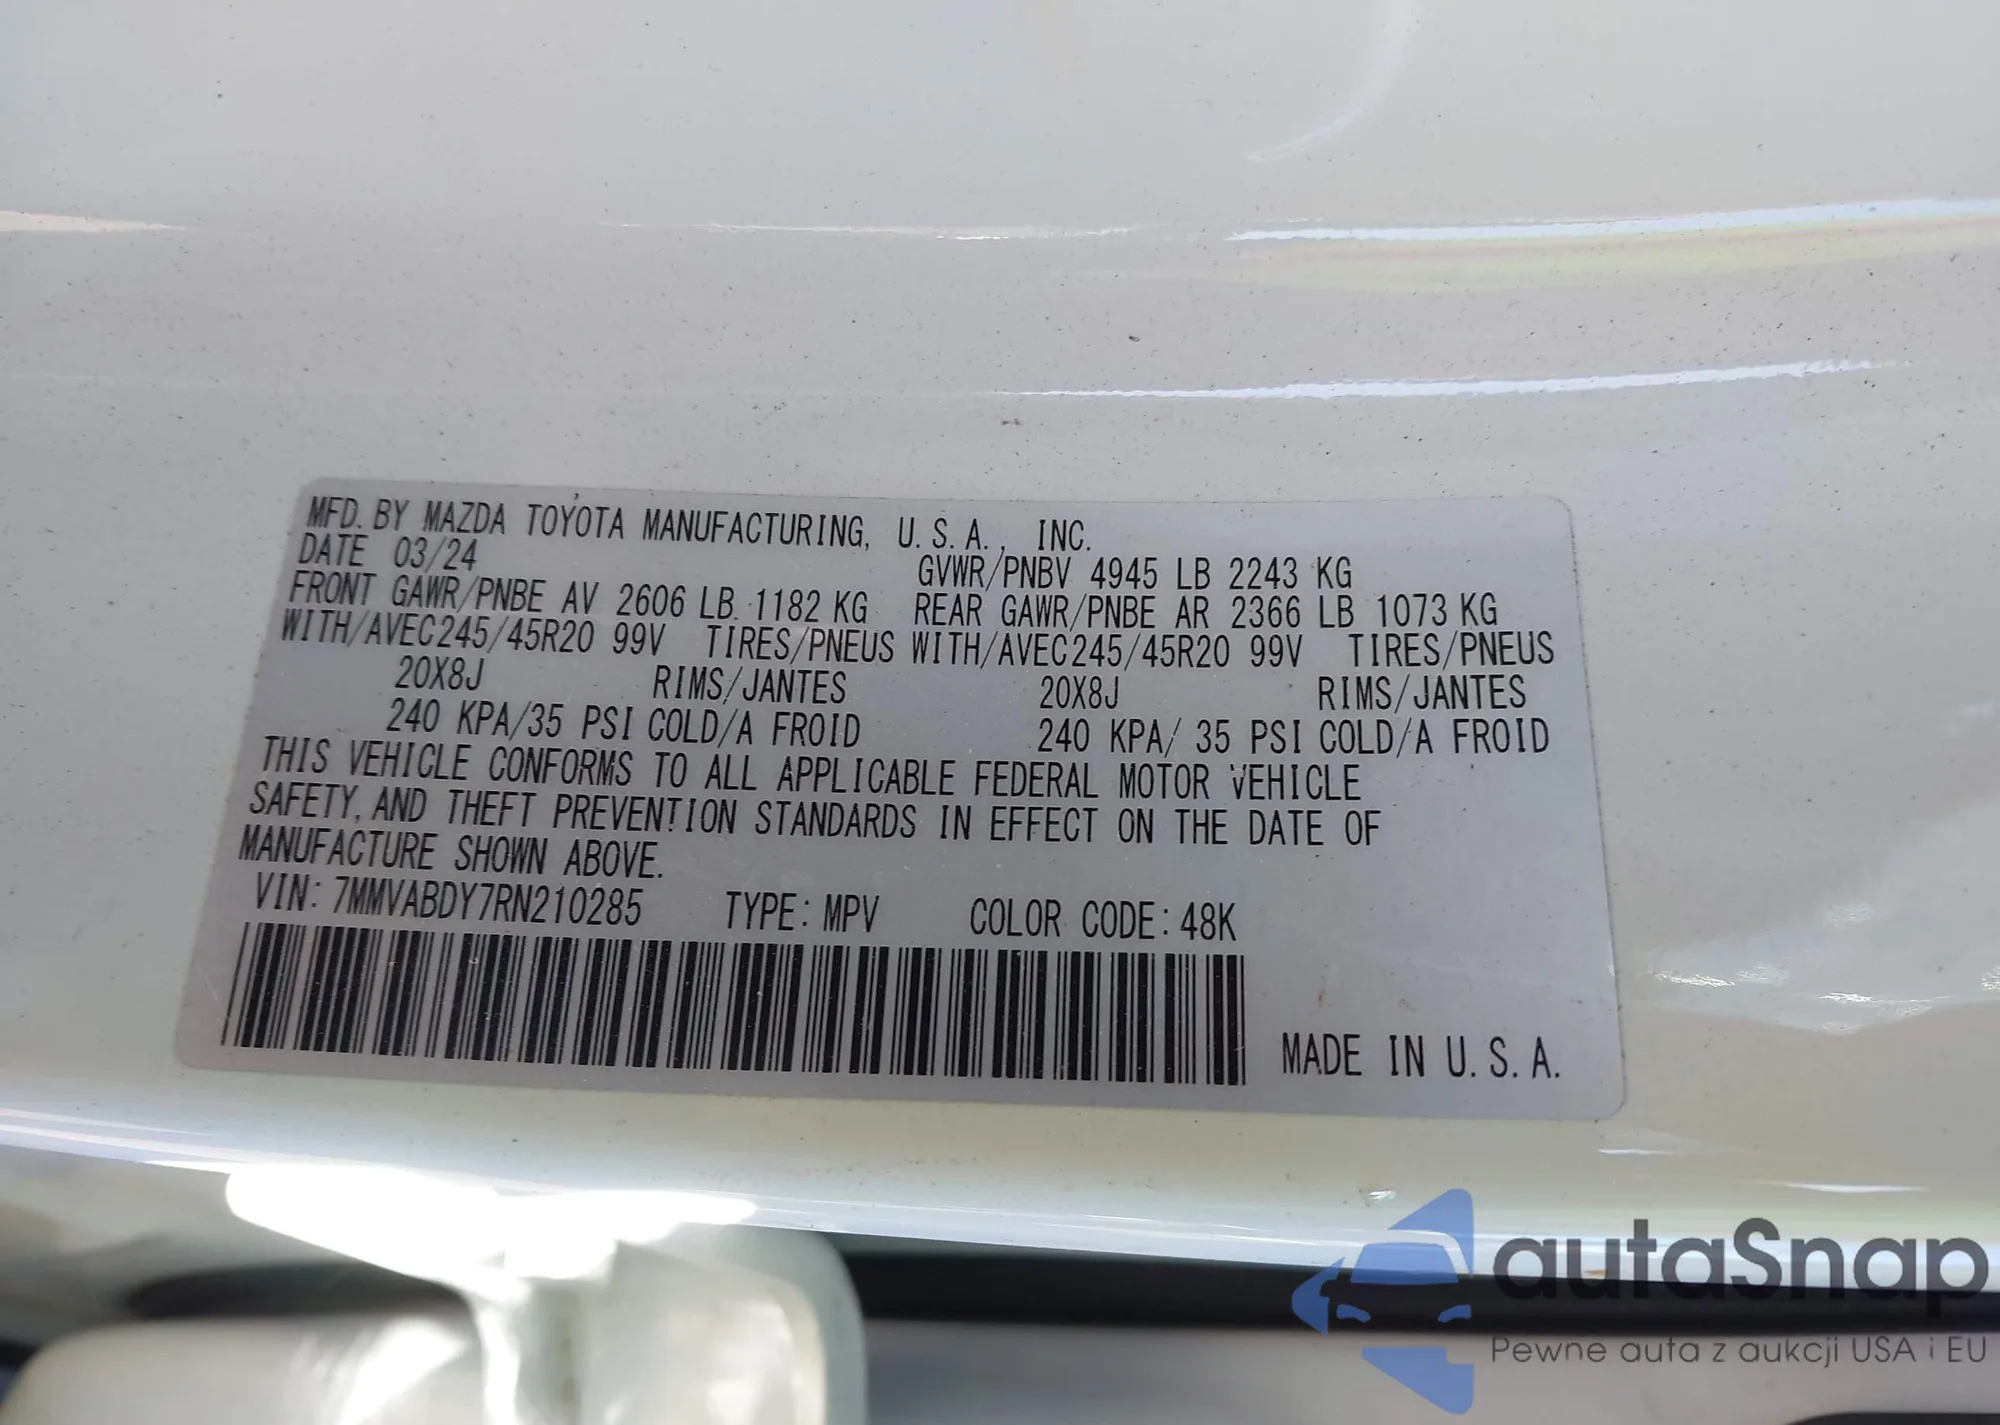 MFD. BY MAZDA TOYOTA MANUFACTURING, U.S.A., INC.
DATE 03/24 GVWR/PNBV 4945 LB 2243 KG
FRONT GAWR/PNBE AV 2606 LB 1182 KG REAR GAWR/PNBE AR 2366 LB 1073 KG
WITH/AVEC245/45R20 99V TIRES/PNEUS WITH/AVEC245/45R20 99V TIRES/PNEUS
20X8J RIMS/JANTES 20X8J RIMS/JANTES
240 KPA/35 PSI COLD/A FROID 240 KPA/ 35 PSI COLD/A FROID
THIS VEHICLE CONFORMS TO ALL APPLICABLE FEDERAL MOTOR VEHICLE
SAFETY, AND THEFT PREVENTION STANDARDS IN EFFECT ON THE DATE OF
MANUFACTURE SHOWN ABOVE.
VIN: 7MMVABDY7RN210285 TYPE: MPV COLOR CODE: 48K
MADE IN U.S.A.
autaSnap
Pewne auta z aukcji USA i EU